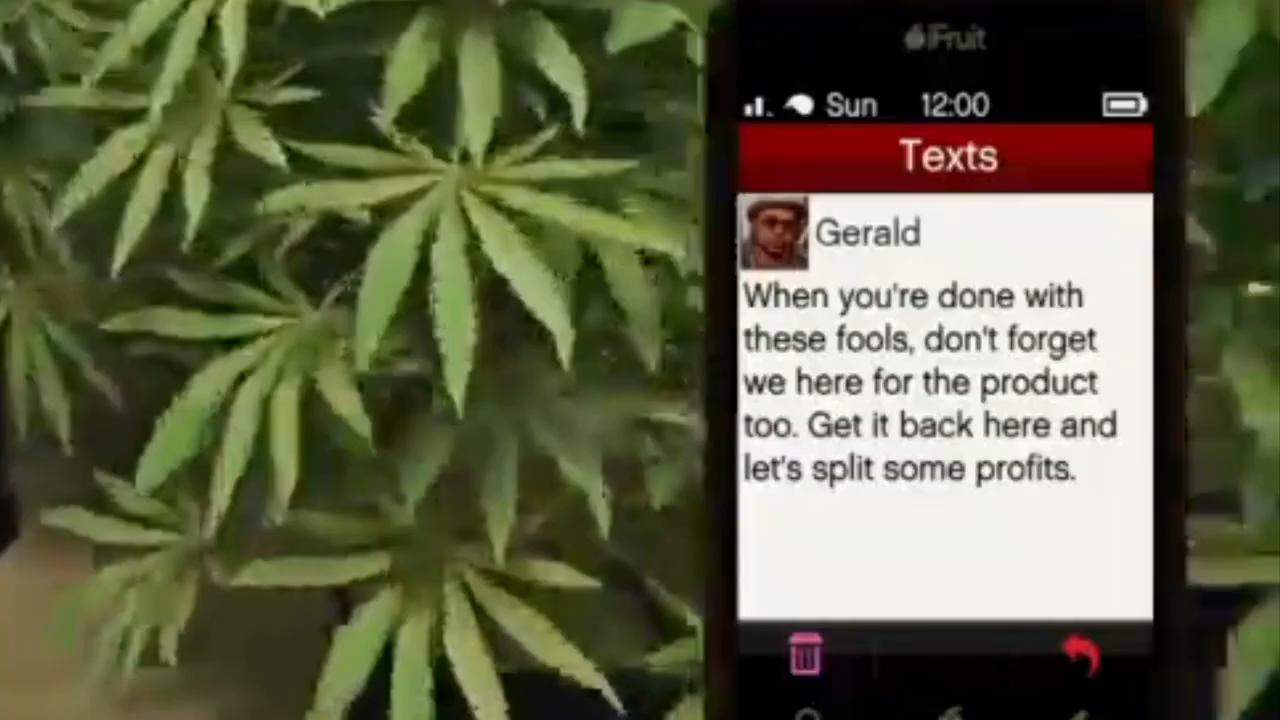 iFruit
Sun 12:00
Texts
Gerald
When you're done with
these fools, don't forget
we here for the product
too. Get it back here and
let's split some profits.